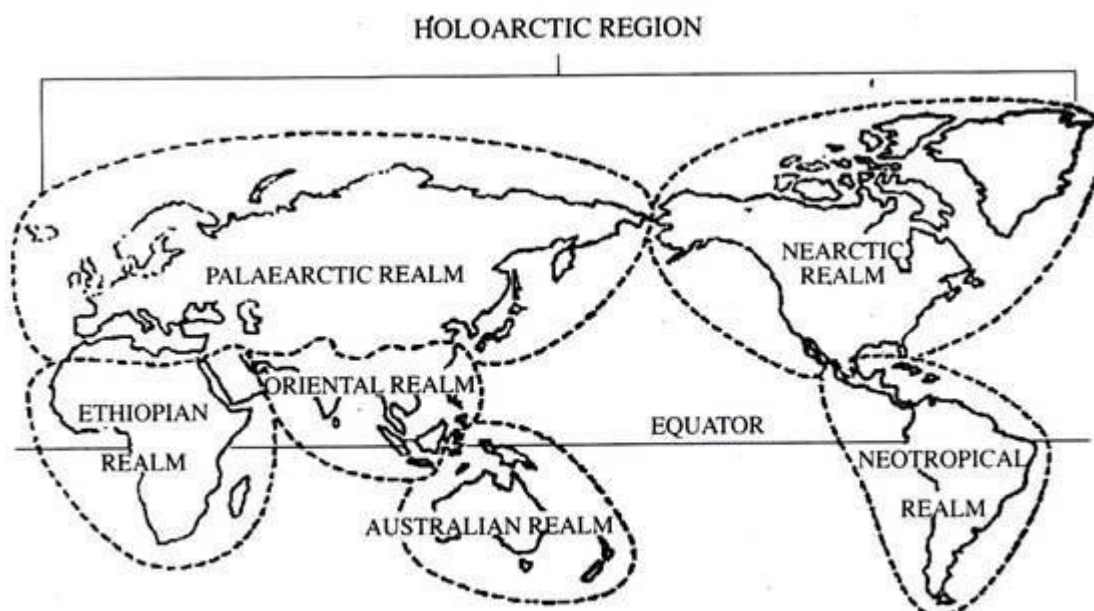 HOLOARCTIC REGION
PALAEARCTIC REALM
NEARCTIC
REALM
ORIENTAL REALM
ETHIOPIAN
REALM
EQUATOR
NEOTROPICAL
REALM
AUSTRALIAN REALM